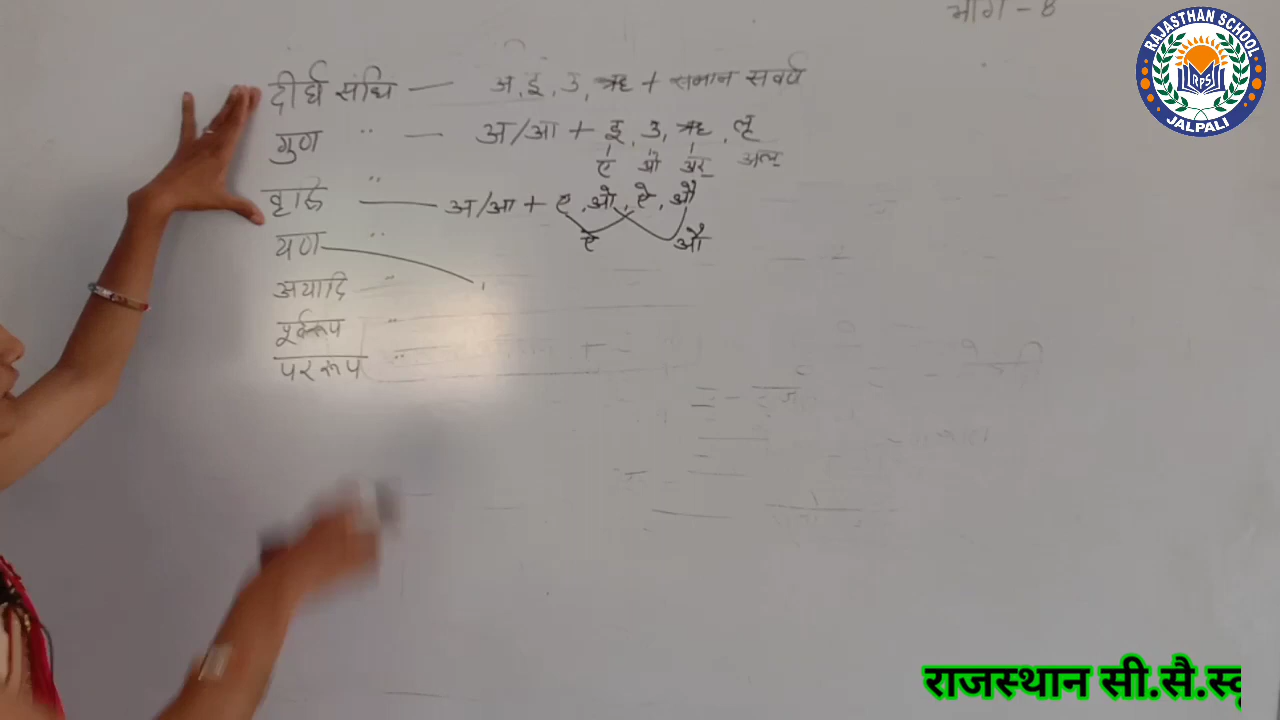 भाग - 8
RAJASTHAN SCHOOL
RPS
JALPALI
दीर्घ संधि — अ, इ, उ, ऋ + समान सवर्ण
गुण " — अ/आ + इ, उ, ऋ, लृ
ए ओ अर् अल्
वृद्धि " — अ/आ + ए, ओ, ऐ, औ
ऐ औ
यण "
अयादि "
पूर्वरूप "
पररूप "
राजस्थान सी.सै.स्कू